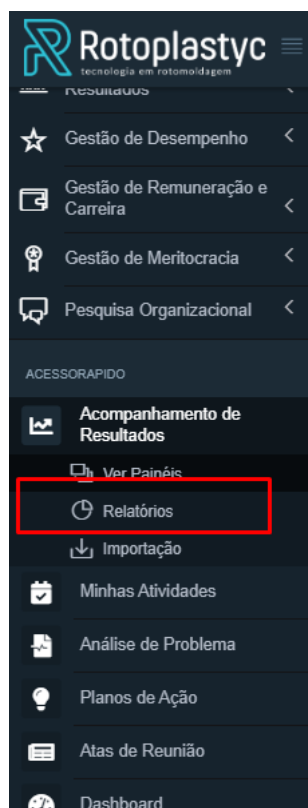 Rotoplastyc
tecnologia em rotomoldagem
Resultados
Gestão de Desempenho
Gestão de Remuneração e
Carreira
Gestão de Meritocracia
Pesquisa Organizacional
ACESSORAPIDO
Acompanhamento de
Resultados
Ver Painéis
Relatórios
Importação
Minhas Atividades
Análise de Problema
Planos de Ação
Atas de Reunião
Dashboard